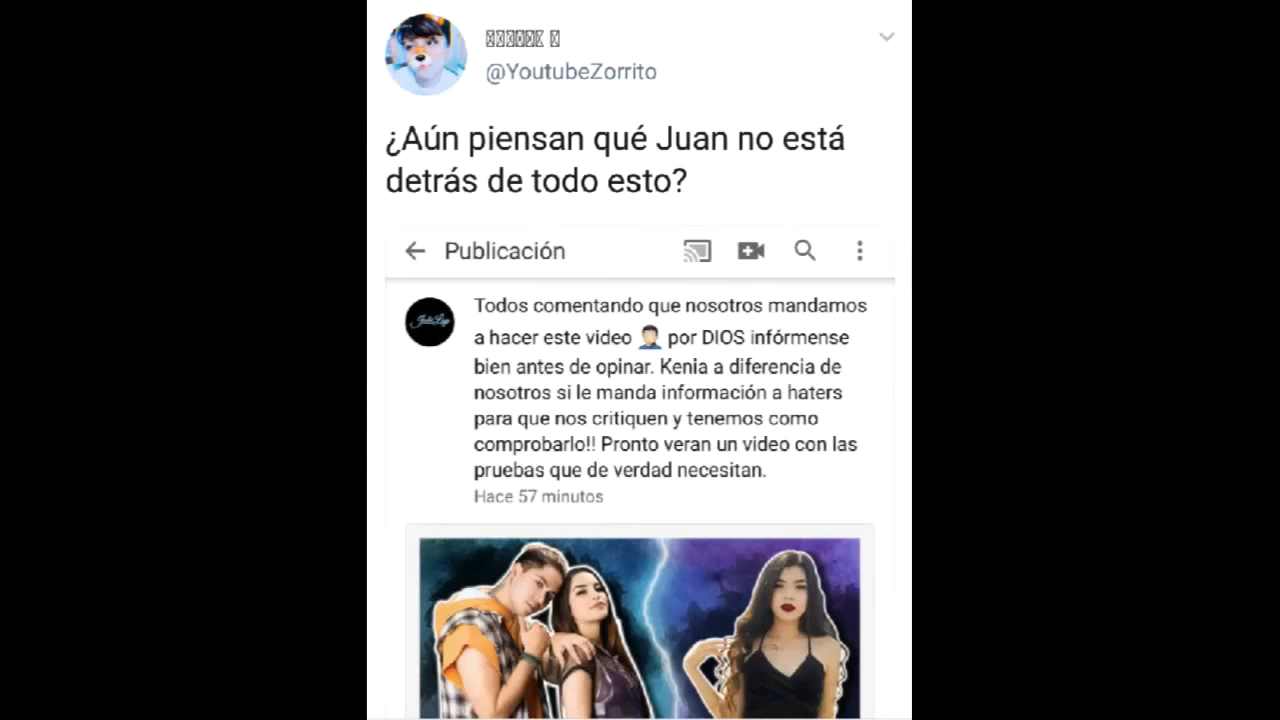 @YoutubeZorrito
¿Aún piensan qué Juan no está
detrás de todo esto?
Publicación
Todos comentando que nosotros mandamos
a hacer este video 🤦🏻‍♂️ por DIOS infórmense
bien antes de opinar. Kenia a diferencia de
nosotros si le manda información a haters
para que nos critiquen y tenemos como
comprobarlo!! Pronto veran un video con las
pruebas que de verdad necesitan.
Hace 57 minutos